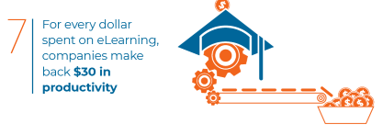 7
For every dollar
spent on eLearning,
companies make
back $30 in
productivity
$
$ $ $
$ $ $